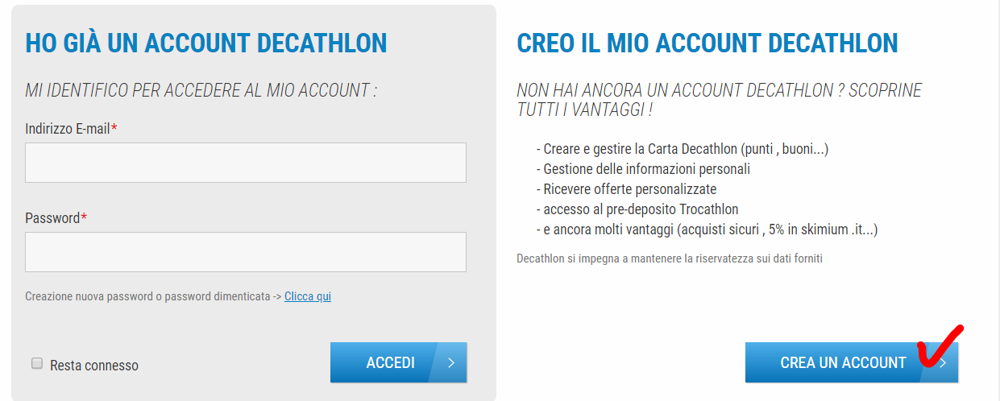 HO GIÀ UN ACCOUNT DECATHLON
MI IDENTIFICO PER ACCEDERE AL MIO ACCOUNT :
Indirizzo E-mail*
Password*
Creazione nuova password o password dimenticata -> Clicca qui
Resta connesso
ACCEDI
CREO IL MIO ACCOUNT DECATHLON
NON HAI ANCORA UN ACCOUNT DECATHLON ? SCOPRINE
TUTTI I VANTAGGI !
- Creare e gestire la Carta Decathlon (punti , buoni...)
- Gestione delle informazioni personali
- Ricevere offerte personalizzate
- accesso al pre-deposito Trocathlon
- e ancora molti vantaggi (acquisti sicuri , 5% in skimium .it...)
Decathlon si impegna a mantenere la riservatezza sui dati forniti
CREA UN ACCOUNT